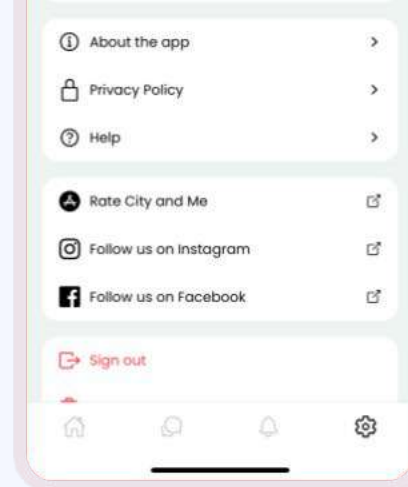 About the app
Privacy Policy
Help
Rate City and Me
Follow us on Instagram
Follow us on Facebook
Sign out